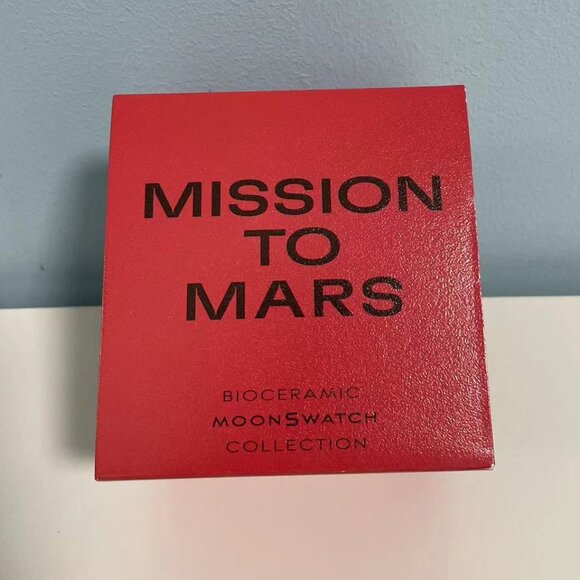 MISSION
TO
MARS
BIOCERAMIC
MOONSWATCH
COLLECTION